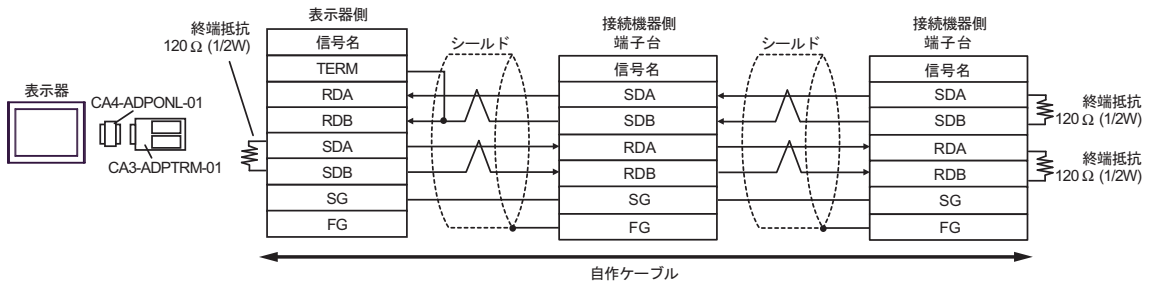 表示器
CA4-ADPONL-01
CA3-ADPTRM-01
終端抵抗
120 Ω (1/2W)
表示器側
信号名
TERM
RDA
RDB
SDA
SDB
SG
FG
シールド
接続機器側
端子台
信号名
SDA
SDB
RDA
RDB
SG
FG
シールド
接続機器側
端子台
信号名
SDA
SDB
RDA
RDB
SG
FG
終端抵抗
120 Ω (1/2W)
終端抵抗
120 Ω (1/2W)
自作ケーブル